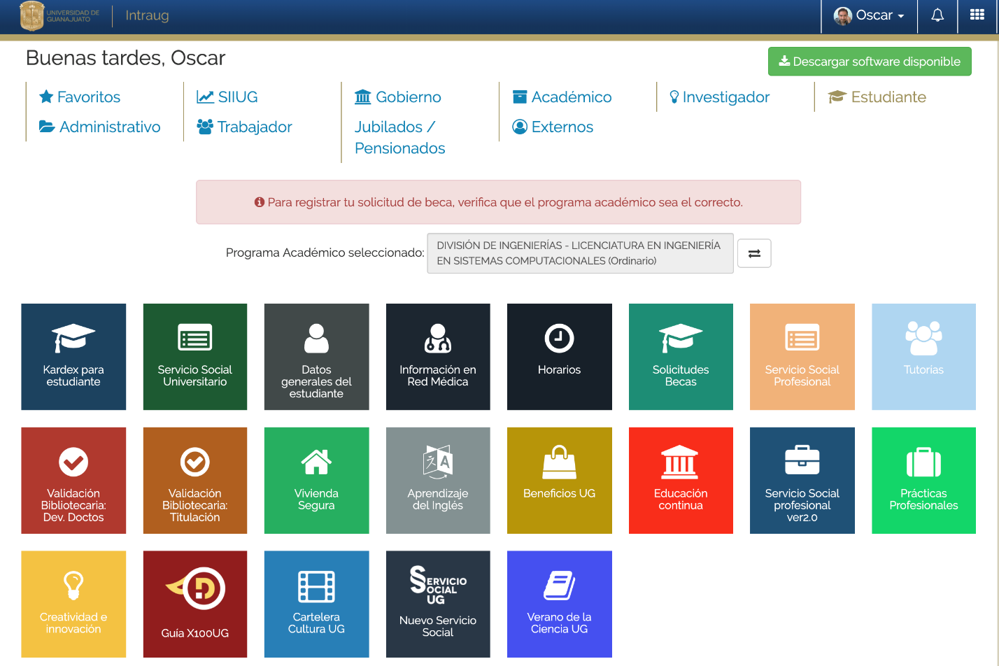 UNIVERSIDAD DE
GUANAJUATO
Intraug
Oscar
Buenas tardes, Oscar
Descargar software disponible
Favoritos
SIIUG
Gobierno
Académico
Investigador
Estudiante
Administrativo
Trabajador
Jubilados /
Pensionados
Externos
Para registrar tu solicitud de beca, verifica que el programa académico sea el correcto.
Programa Académico seleccionado:
DIVISIÓN DE INGENIERÍAS - LICENCIATURA EN INGENIERÍA
EN SISTEMAS COMPUTACIONALES (Ordinario)
Kardex para
estudiante
Servicio Social
Universitario
Datos
generales del
estudiante
Información en
Red Médica
Horarios
Solicitudes
Becas
Servicio Social
Profesional
Tutorías
Validación
Bibliotecaria:
Dev. Doctos
Validación
Bibliotecaria:
Titulación
Vivienda
Segura
Aprendizaje
del Inglés
Beneficios UG
Educación
continua
Servicio Social
profesional
ver2.0
Prácticas
Profesionales
Creatividad e
innovación
Guía X100UG
Cartelera
Cultura UG
SERVICIO
SOCIAL
UG
Nuevo Servicio
Social
Verano de la
Ciencia UG